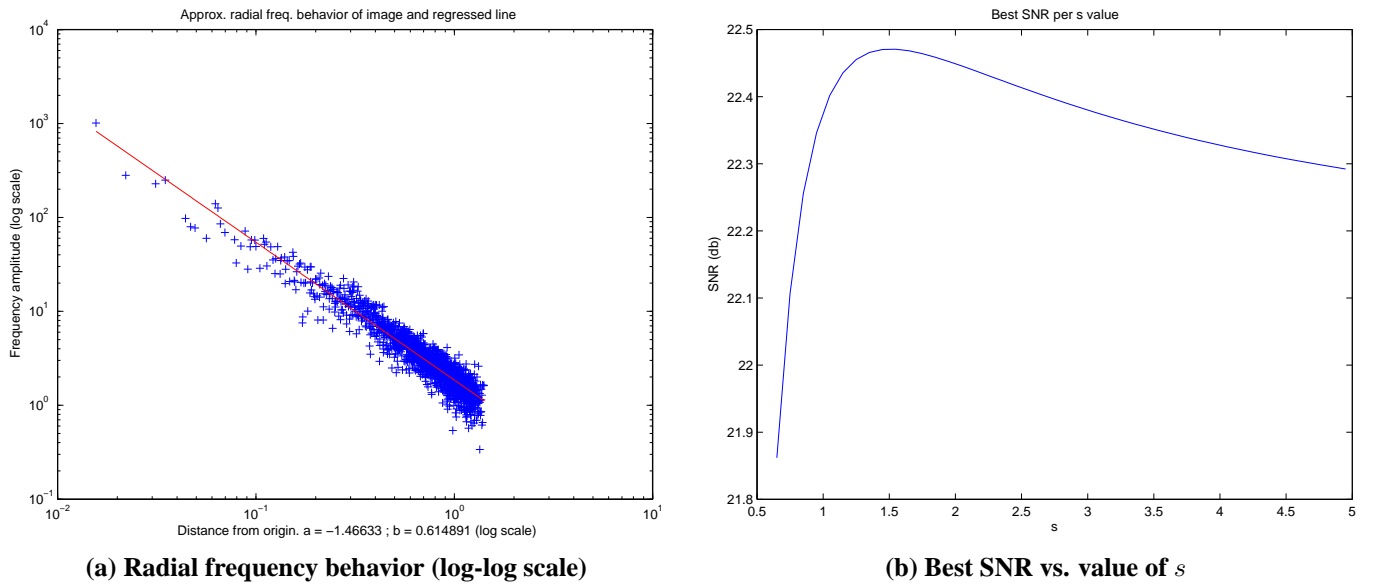 Approx. radial freq. behavior of image and regressed line
10^4
10^3
10^2
10^1
10^0
10^−1
Frequency amplitude (log scale)
10^−2
10^−1
10^0
10^1
Distance from origin. a = −1.46633 ; b = 0.614891 (log scale)
(a) Radial frequency behavior (log-log scale)
Best SNR per s value
22.5
22.4
22.3
22.2
22.1
22
21.9
21.8
SNR (db)
0.5 1 1.5 2 2.5 3 3.5 4 4.5 5
s
(b) Best SNR vs. value of s